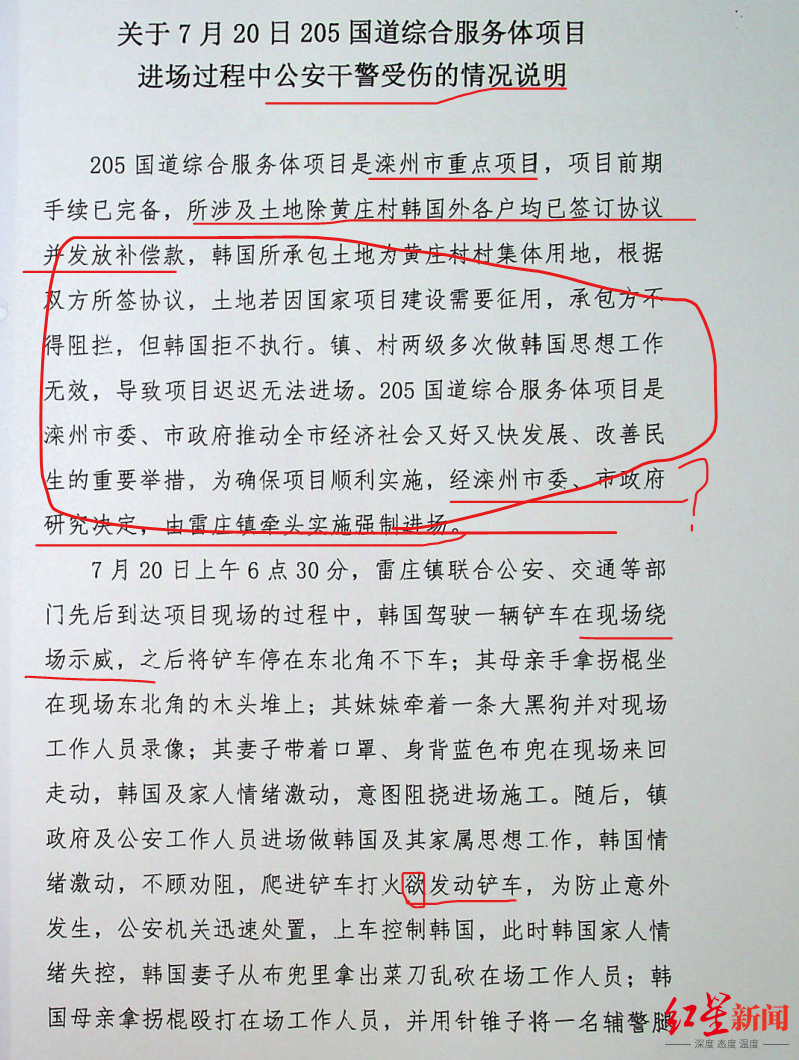 关于7月20日205国道综合服务体项目
进场过程中公安干警受伤的情况说明
205国道综合服务体项目是滦州市重点项目，项目前期
手续已完备，所涉及土地除黄庄村韩国外各户均已签订协议
并发放补偿款，韩国所承包土地为黄庄村村集体用地，根据
双方所签协议，土地若因国家项目建设需要征用，承包方不
得阻拦，但韩国拒不执行。镇、村两级多次做韩国思想工作
无效，导致项目迟迟无法进场。205国道综合服务体项目是
滦州市委、市政府推动全市经济社会又好又快发展、改善民
生的重要举措，为确保项目顺利实施，经滦州市委、市政府
研究决定，由雷庄镇牵头实施强制进场。
?
7月20日上午6点30分，雷庄镇联合公安、交通等部
门先后到达项目现场的过程中，韩国驾驶一辆铲车在现场绕
场示威，之后将铲车停在东北角不下车；其母亲手拿拐棍坐
在现场东北角的木头堆上；其妹妹牵着一条大黑狗并对现场
工作人员录像；其妻子带着口罩、身背蓝色布兜在现场来回
走动，韩国及家人情绪激动，意图阻挠进场施工。随后，镇
政府及公安工作人员进场做韩国及其家属思想工作，韩国情
绪激动，不顾劝阻，爬进铲车打火欲发动铲车，为防止意外
发生，公安机关迅速处置，上车控制韩国，此时韩国家人情
绪失控，韩国妻子从布兜里拿出菜刀乱砍在场工作人员；韩
国母亲拿拐棍殴打在场工作人员，并用针锥子将一名辅警腿
红星新闻
深度 态度 温度